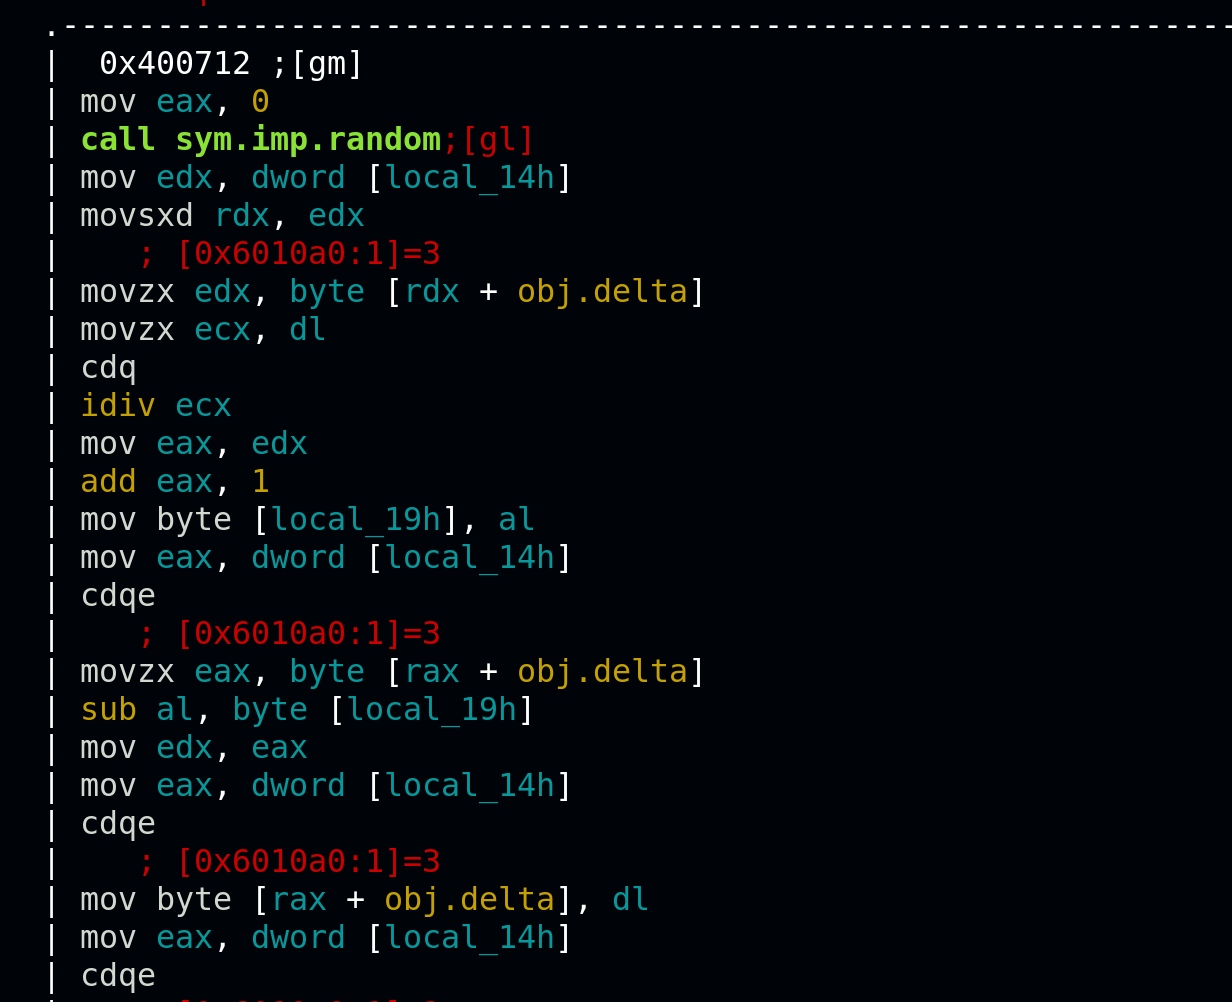 .--------------------------------------------------------------
|  0x400712 ;[gm]
| mov eax, 0
| call sym.imp.random;[gl]
| mov edx, dword [local_14h]
| movsxd rdx, edx
|    ; [0x6010a0:1]=3
| movzx edx, byte [rdx + obj.delta]
| movzx ecx, dl
| cdq
| idiv ecx
| mov eax, edx
| add eax, 1
| mov byte [local_19h], al
| mov eax, dword [local_14h]
| cdqe
|    ; [0x6010a0:1]=3
| movzx eax, byte [rax + obj.delta]
| sub al, byte [local_19h]
| mov edx, eax
| mov eax, dword [local_14h]
| cdqe
|    ; [0x6010a0:1]=3
| mov byte [rax + obj.delta], dl
| mov eax, dword [local_14h]
| cdqe